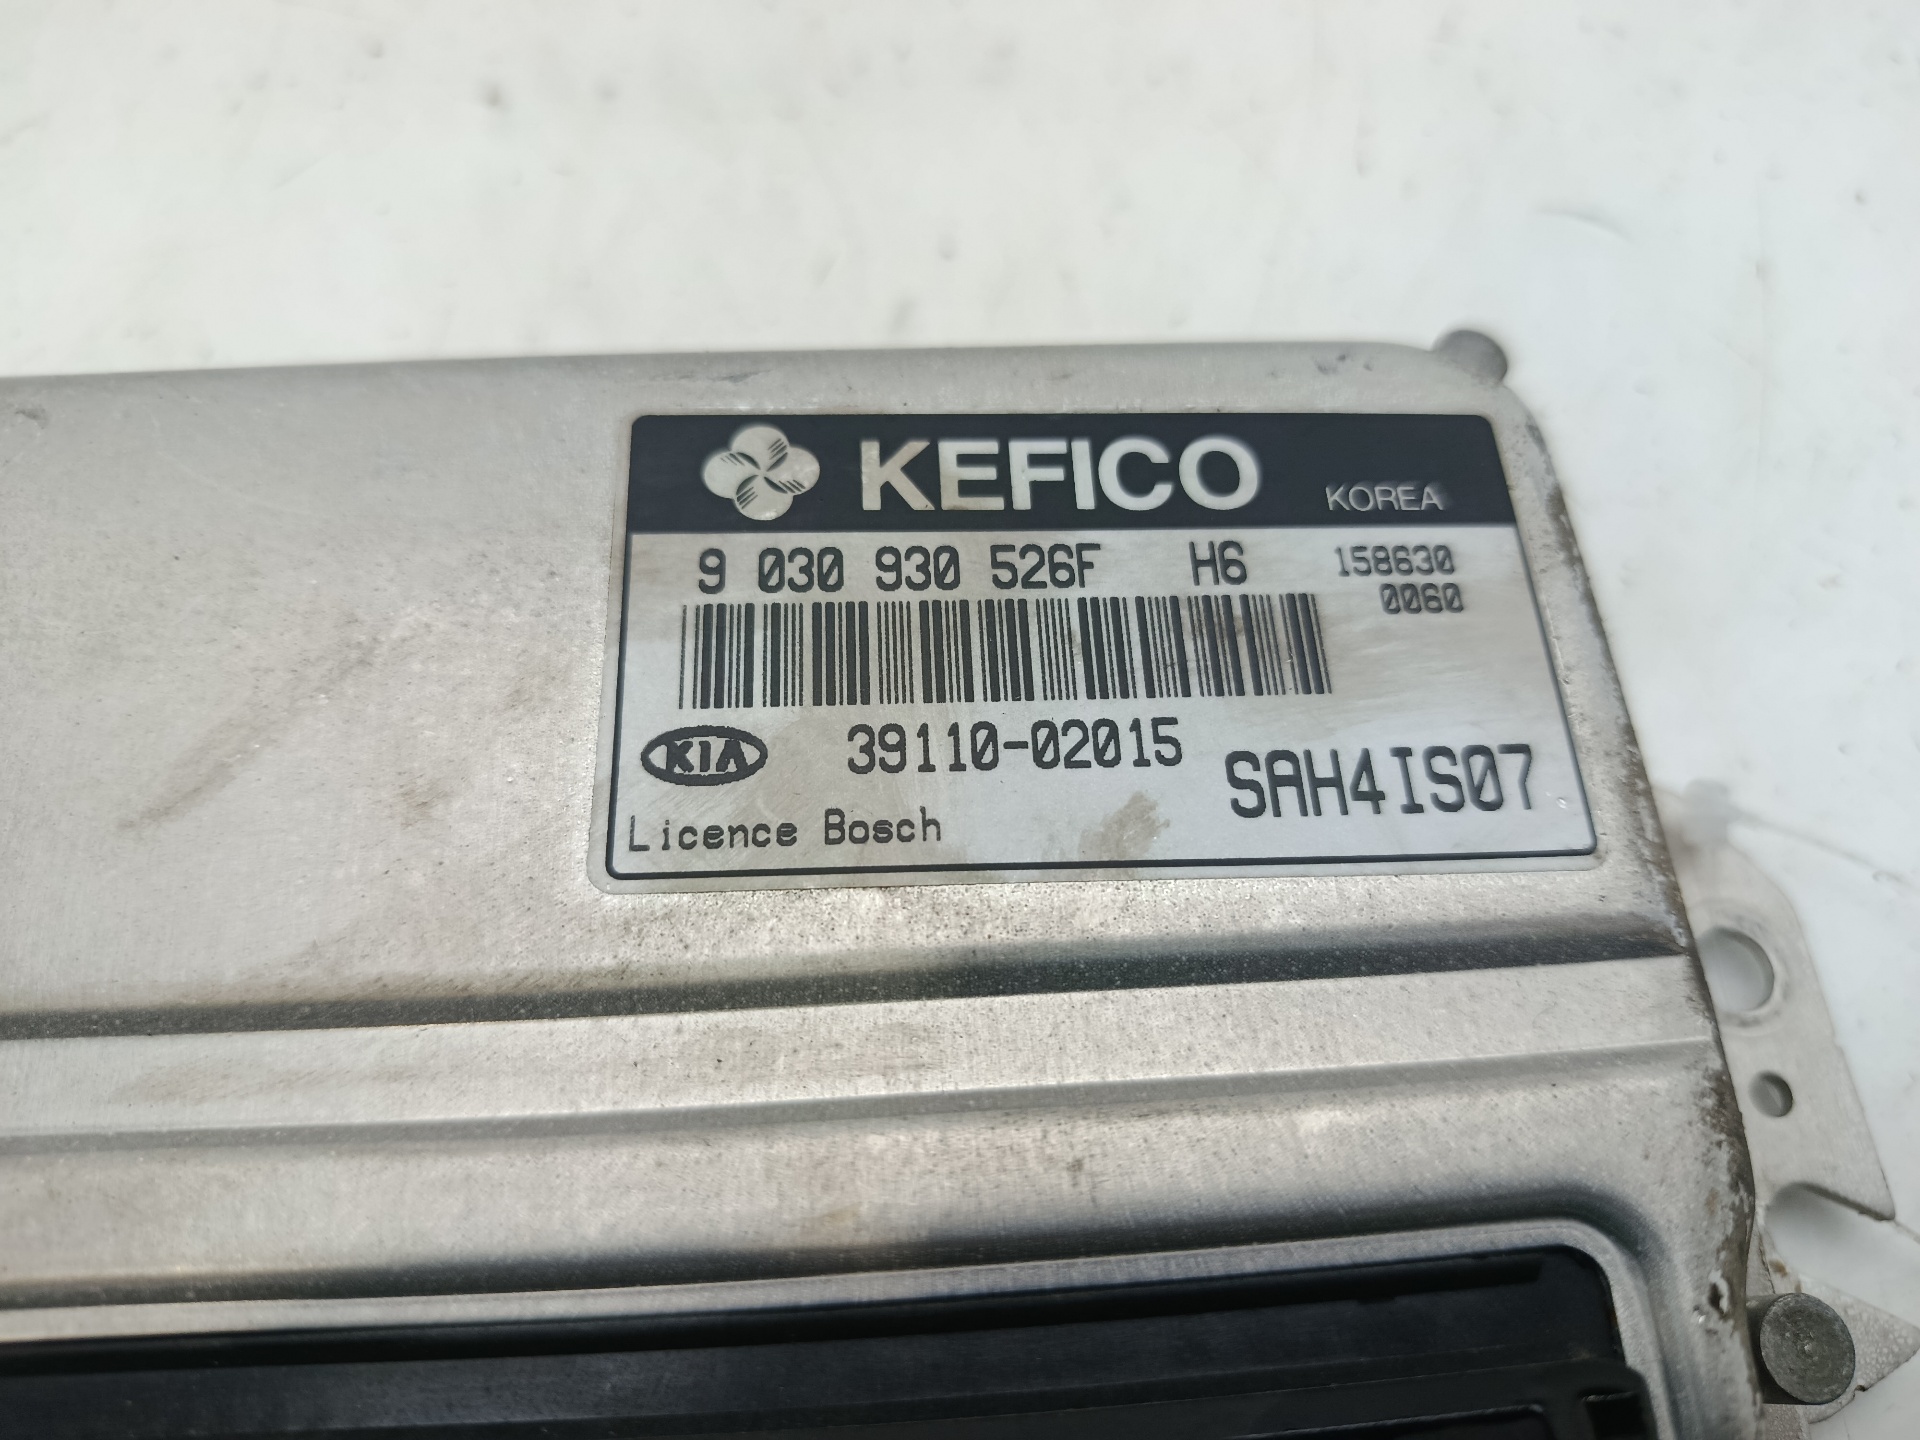 KEFICO KOREA
9 030 930 526F H6 158630
0060
KIA 39110-02015 SAH4IS07
Licence Bosch